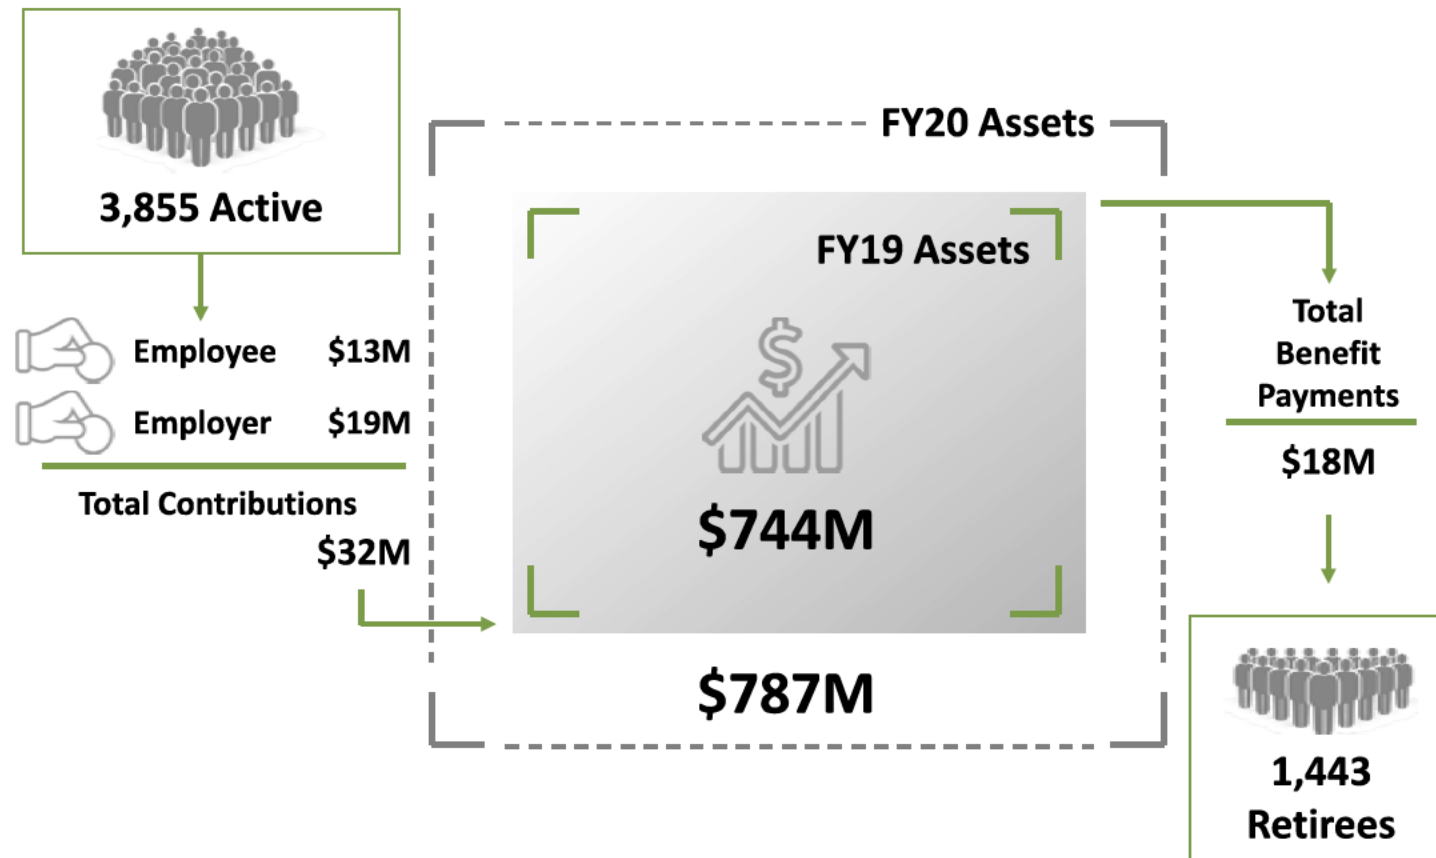 3,855 Active
Employee $13M
Employer $19M
Total Contributions
$32M
FY20 Assets
FY19 Assets
$
$744M
$787M
Total
Benefit
Payments
$18M
1,443
Retirees